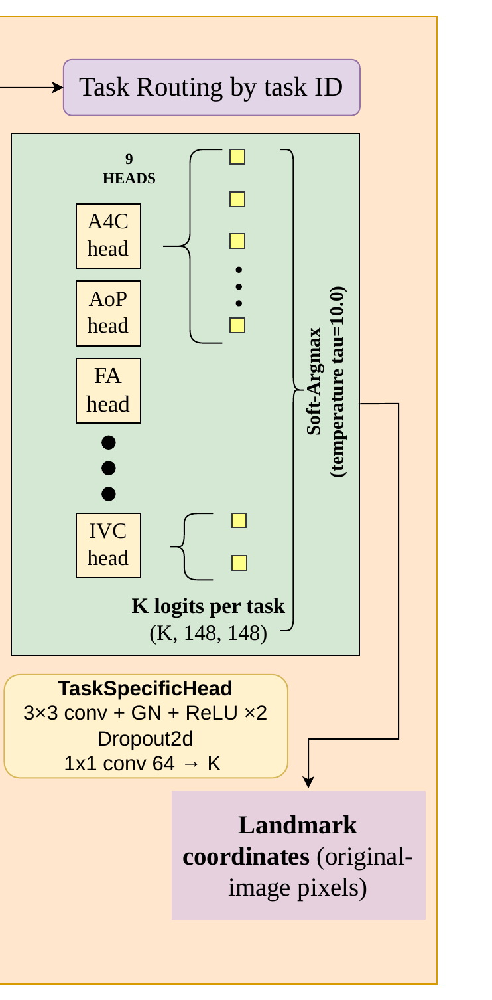 Task Routing by task ID
9
HEADS
A4C
head
AoP
head
FA
head
IVC
head
Soft-Argmax
(temperature tau=10.0)
K logits per task
(K, 148, 148)
TaskSpecificHead
3×3 conv + GN + ReLU ×2
Dropout2d
1x1 conv 64 → K
Landmark
coordinates (original-
image pixels)